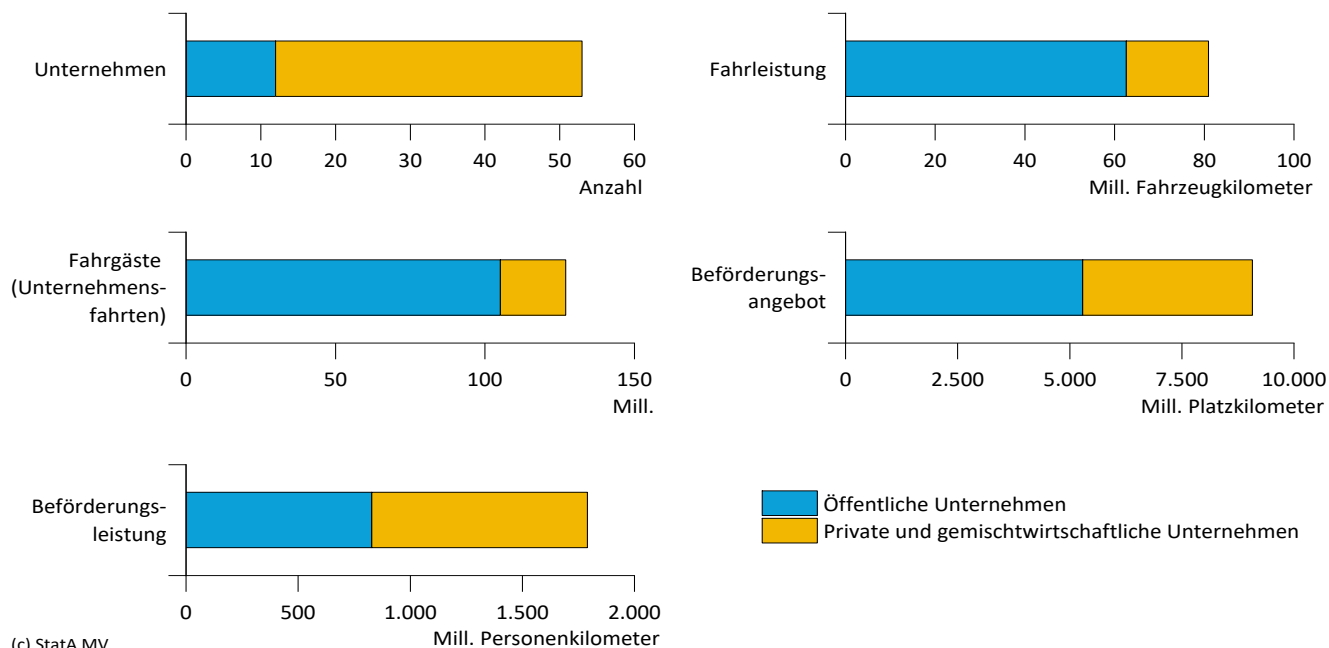 Unternehmen
0 10 20 30 40 50 60
Anzahl
Fahrleistung
0 20 40 60 80 100
Mill. Fahrzeugkilometer
Fahrgäste
(Unternehmens-
fahrten)
0 50 100 150
Mill.
Beförderungs-
angebot
0 2.500 5.000 7.500 10.000
Mill. Platzkilometer
Beförderungs-
leistung
0 500 1.000 1.500 2.000
Mill. Personenkilometer
Öffentliche Unternehmen
Private und gemischtwirtschaftliche Unternehmen
(c) StatA MV